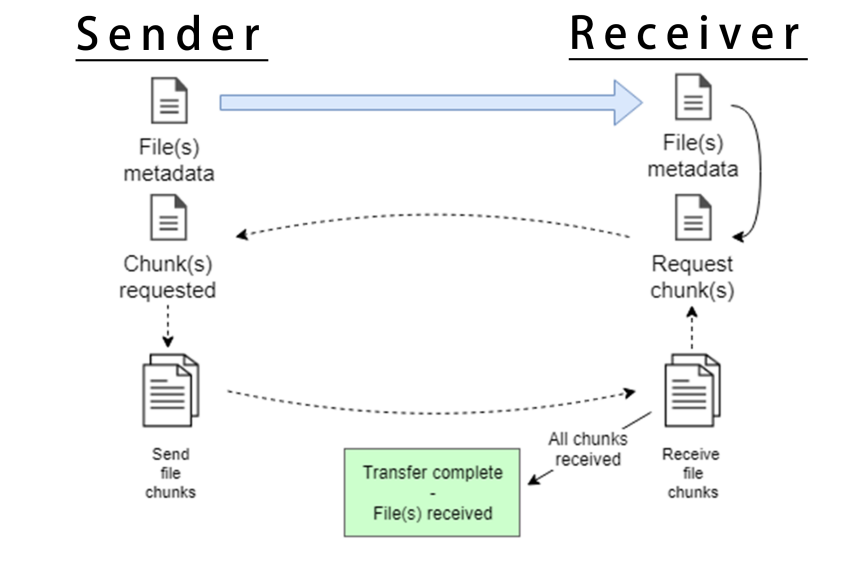 Sender
Receiver
File(s)
metadata
File(s)
metadata
Chunk(s)
requested
Request
chunk(s)
Send
file
chunks
All chunks
received
Receive
file
chunks
Transfer complete
-
File(s) received